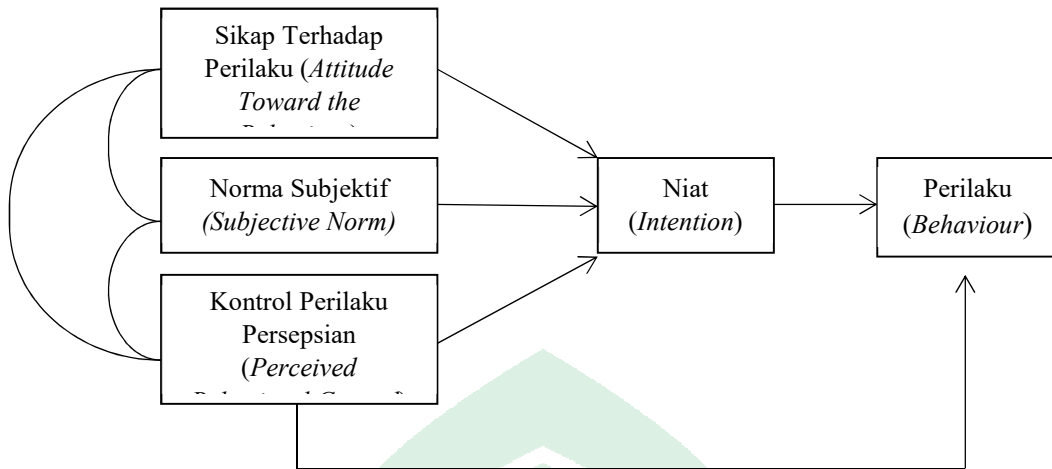 Sikap Terhadap
Perilaku (Attitude
Toward the
Norma Subjektif
(Subjective Norm)
Kontrol Perilaku
Persepsian
(Perceived
Niat
(Intention)
Perilaku
(Behaviour)